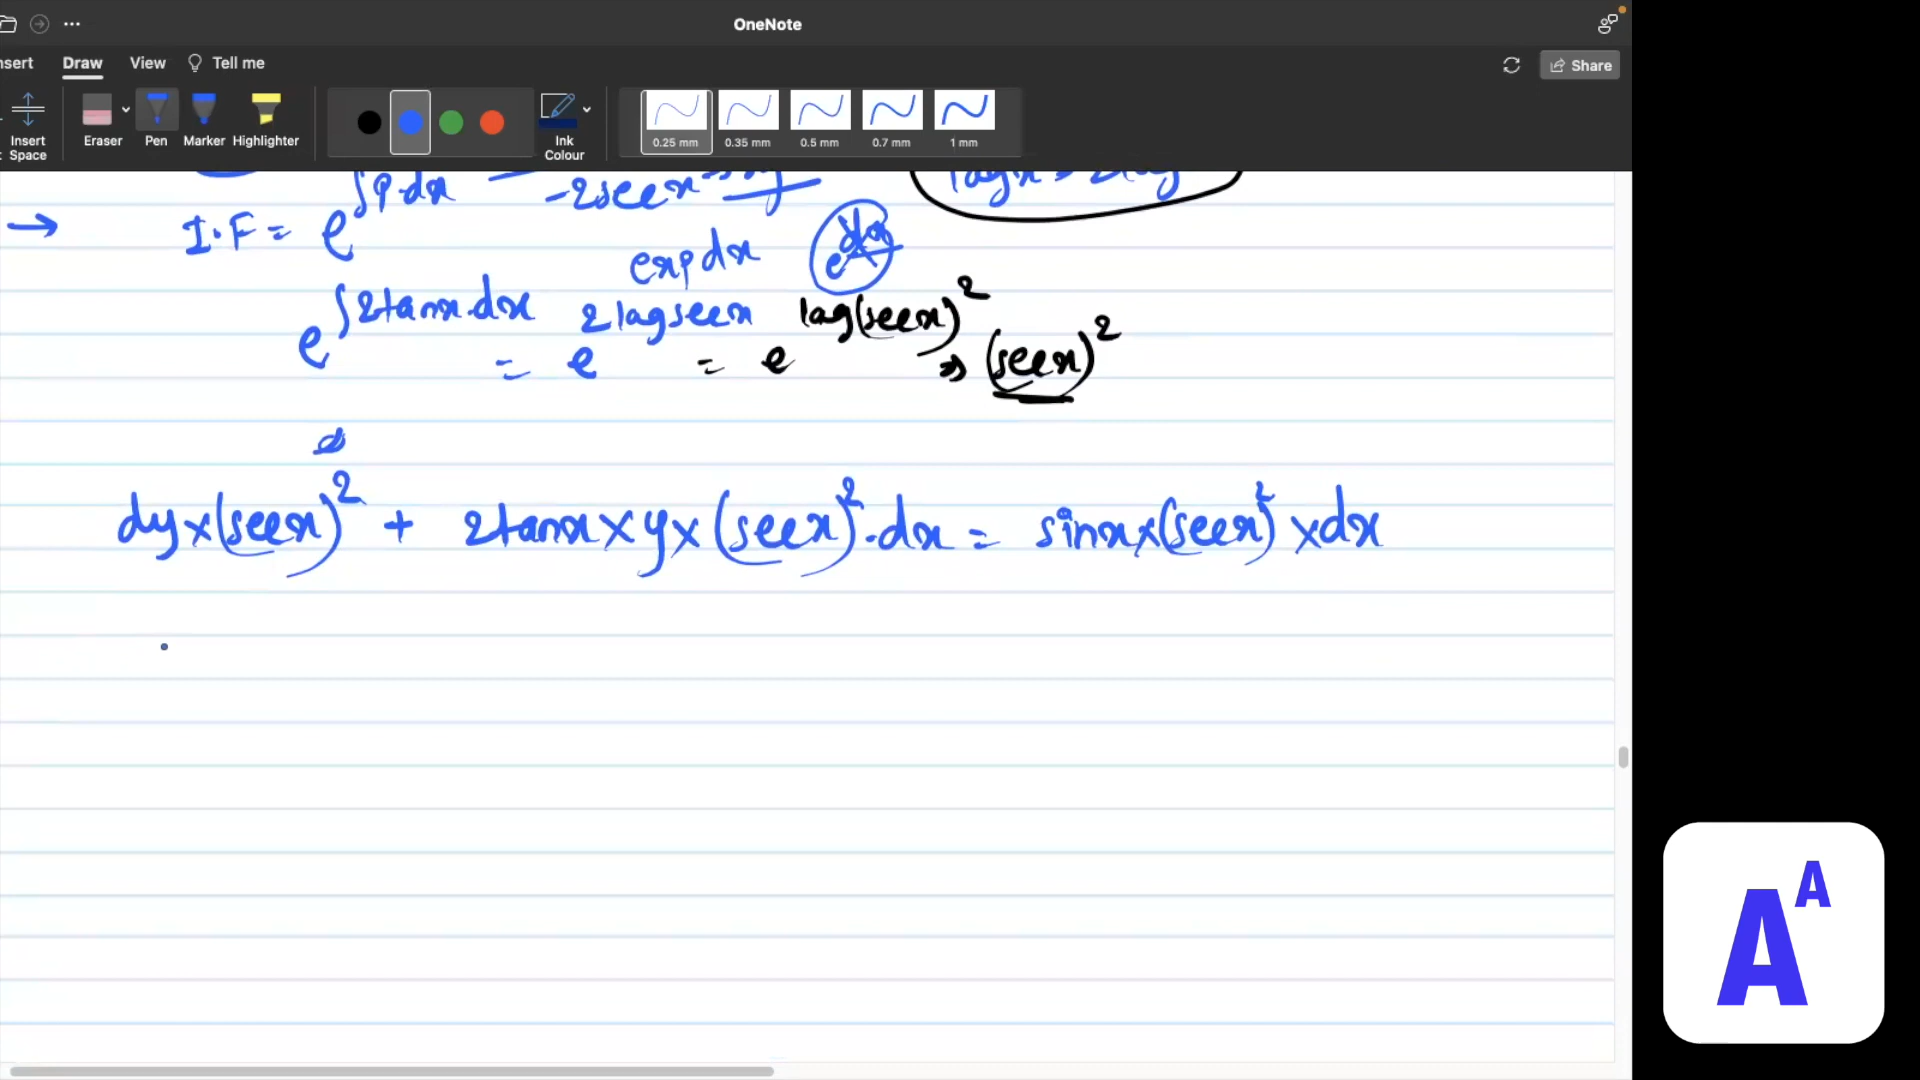 OneNote
nsert Draw View Tell me Share
Insert Space Eraser Pen Marker Highlighter Ink Colour 0.25 mm 0.35 mm 0.5 mm 0.7 mm 1 mm
→ I.F = e^∫P.dx -2secx
exp dx
e^∫2tanx.dx = e^2logsecx = e^log(secx)^2 ⇒ (secx)^2
dy×(secx)^2 + 2tanx×y×(secx)^2.dx = sinx×(secx)^2×dx
A^A